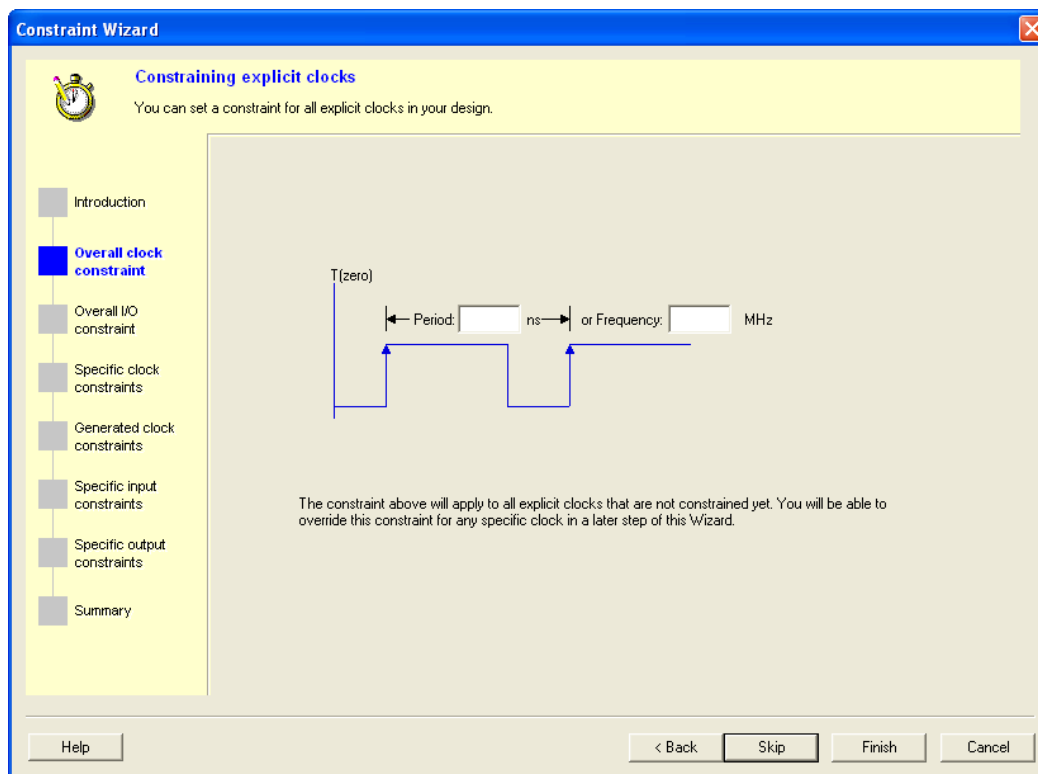 Constraint Wizard
Constraining explicit clocks
You can set a constraint for all explicit clocks in your design.
Introduction
Overall clock
constraint
Overall I/O
constraint
Specific clock
constraints
Generated clock
constraints
Specific input
constraints
Specific output
constraints
Summary
T(zero)
Period: ns or Frequency: MHz
The constraint above will apply to all explicit clocks that are not constrained yet. You will be able to
override this constraint for any specific clock in a later step of this Wizard.
Help < Back Skip Finish Cancel